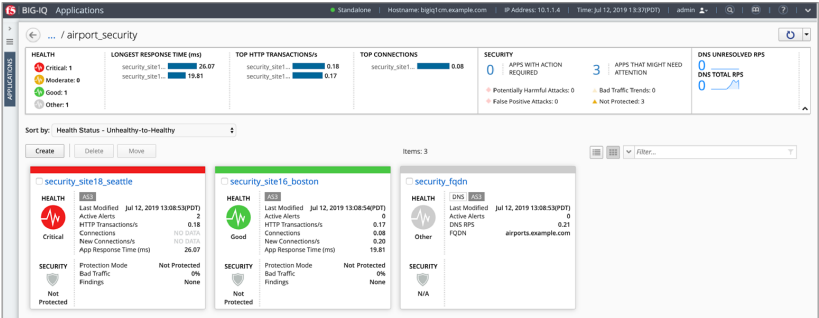 f5 BIG-IQ Applications
Standalone | Hostname: bigiq1cm.example.com | IP Address: 10.1.1.4 | Time: Jul 12, 2019 13:37(PDT) | admin
APPLICATIONS
... / airport_security
HEALTH
Critical: 1
Moderate: 0
Good: 1
Other: 1
LONGEST RESPONSE TIME (ms)
security_site1... 26.07
security_site1... 19.81
TOP HTTP TRANSACTIONS/s
security_site1... 0.18
security_site1... 0.17
TOP CONNECTIONS
security_site1... 0.08
SECURITY
0 APPS WITH ACTION REQUIRED
Potentially Harmful Attacks: 0
False Positive Attacks: 0
3 APPS THAT MIGHT NEED ATTENTION
Bad Traffic Trends: 0
Not Protected: 3
DNS UNRESOLVED RPS
0
DNS TOTAL RPS
0
Sort by: Health Status - Unhealthy-to-Healthy
Create Delete Move Items: 3 Filter...
security_site18_seattle
HEALTH
Critical
AS3
Last Modified Jul 12, 2019 13:08:53(PDT)
Active Alerts 2
HTTP Transactions/s 0.18
Connections NO DATA
New Connections/s NO DATA
App Response Time (ms) 26.07
SECURITY
Not Protected
Protection Mode Not Protected
Bad Traffic 0%
Findings None
security_site16_boston
HEALTH
Good
AS3
Last Modified Jul 12, 2019 13:08:54(PDT)
Active Alerts 0
HTTP Transactions/s 0.17
Connections 0.08
New Connections/s 0.20
App Response Time (ms) 19.81
SECURITY
Not Protected
Protection Mode Not Protected
Bad Traffic 0%
Findings None
security_fqdn
HEALTH
Other
DNS AS3
Last Modified Jul 12, 2019 13:08:53(PDT)
Active Alerts 0
DNS RPS 0.21
FQDN airports.example.com
SECURITY
N/A